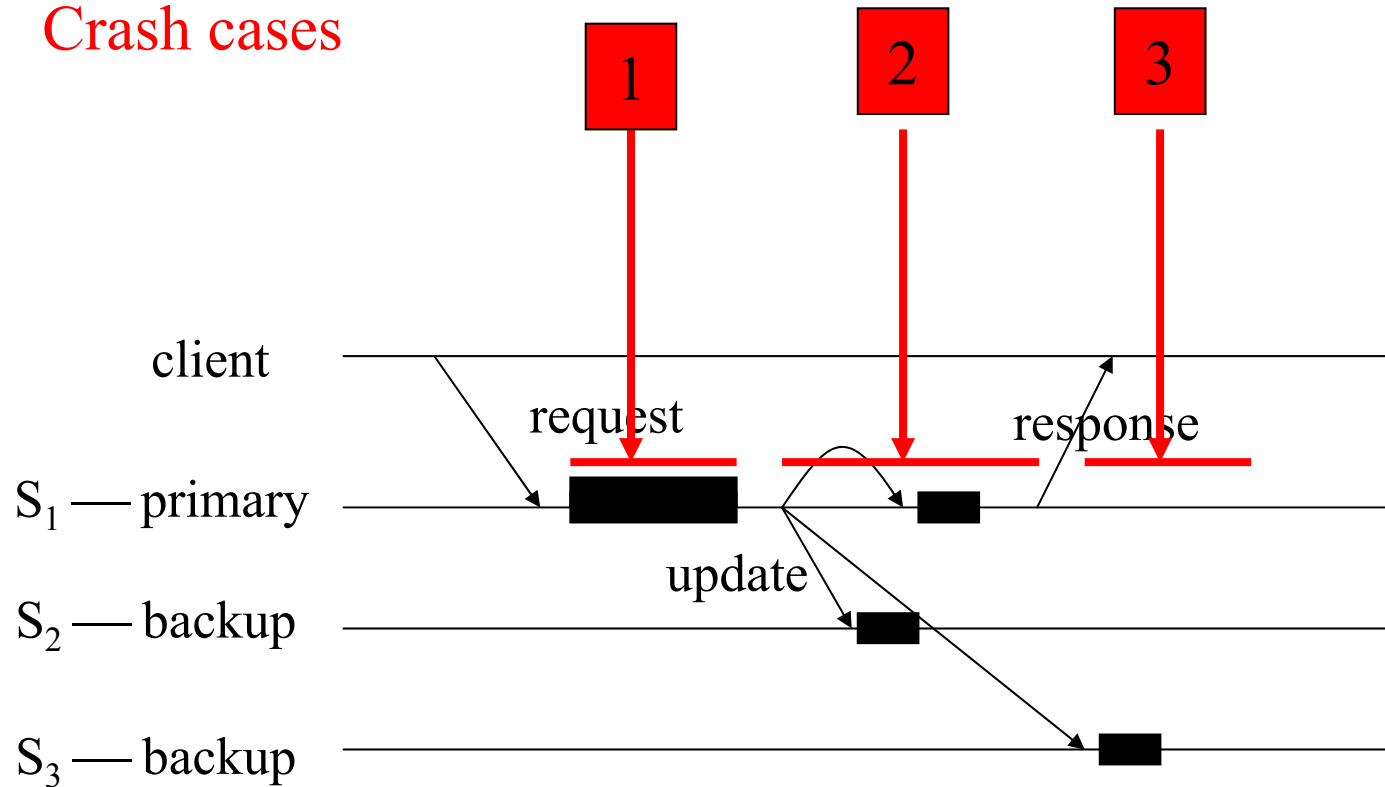 Crash cases
1
2
3
client
request
response
S₁ — primary
update
S₂ — backup
S₃ — backup